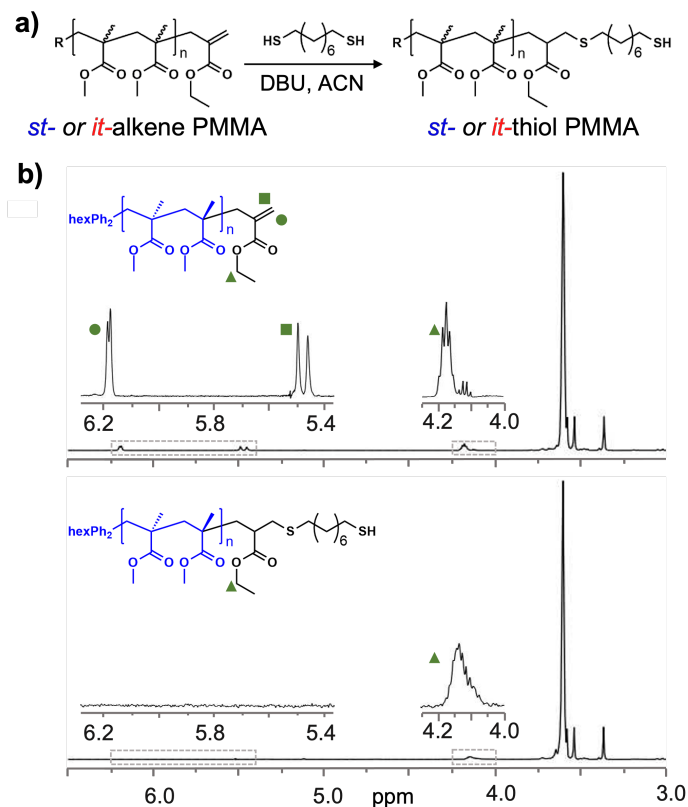 a)
R
n
O
O
O
O
O
O
HS
6
SH
DBU, ACN
R
n
O
O
O
O
O
O
S
6
SH
st- or it-alkene PMMA
st- or it-thiol PMMA
b)
hexPh2
n
O
O
O
O
O
O
6.2 5.8 5.4
4.2 4.0
hexPh2
n
S
6
SH
O
O
O
O
O
O
6.2 5.8 5.4
4.2 4.0
6.0 5.0 ppm 4.0 3.0